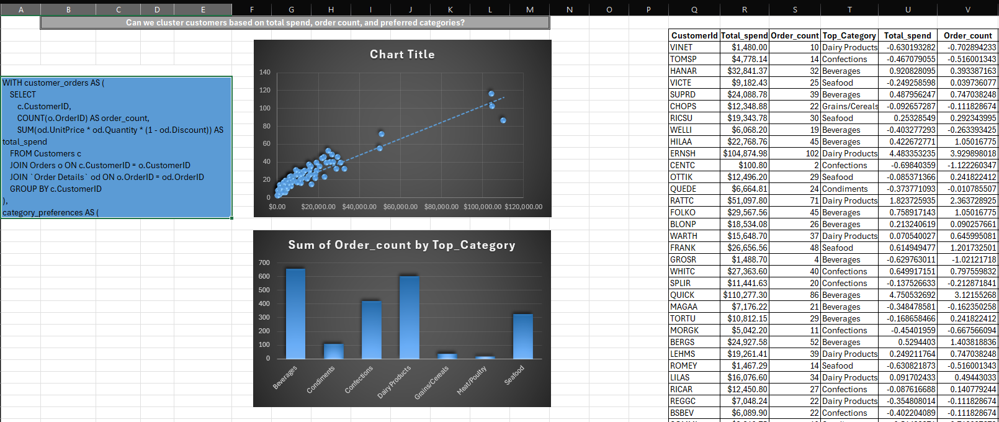 A B C D E F G H I J K L M N O P Q R S T U V
Can we cluster customers based on total spend, order count, and preferred categories?
WITH customer_orders AS (
SELECT
c.CustomerID,
COUNT(o.OrderID) AS order_count,
SUM(od.UnitPrice * od.Quantity * (1 - od.Discount)) AS
total_spend
FROM Customers c
JOIN Orders o ON c.CustomerID = o.CustomerID
JOIN `Order Details` od ON o.OrderID = od.OrderID
GROUP BY c.CustomerID
),
category_preferences AS (
Chart Title
140
120
100
80
60
40
20
0
$0.00 $20,000.00 $40,000.00 $60,000.00 $80,000.00 $100,000.00 $120,000.00
Sum of Order_count by Top_Category
700
600
500
400
300
200
100
0
Beverages Condiments Confections Dairy Products Grains/Cereals Meat/Poultry Seafood
CustomerId Total_spend Order_count Top_Category Total_spend Order_count
VINET $1,480.00 10 Dairy Products -0.630193282 -0.702894233
TOMSP $4,778.14 14 Confections -0.467079055 -0.516001343
HANAR $32,841.37 32 Beverages 0.920828095 0.393387163
VICTE $9,182.43 25 Seafood -0.249258598 0.039736077
SUPRD $24,088.78 39 Beverages 0.487956247 0.747038248
CHOPS $12,348.88 22 Grains/Cereals -0.092657287 -0.111828674
RICSU $19,343.78 30 Seafood 0.25328549 0.292343995
WELLI $6,068.20 19 Beverages -0.403277293 -0.263393425
HILAA $22,768.76 45 Beverages 0.422672771 1.05016775
ERNSH $104,874.98 102 Dairy Products 4.483353235 3.929898018
CENTC $100.80 2 Confections -0.69840359 -1.122260347
OTTIK $12,496.20 29 Seafood -0.085371366 0.241822412
QUEDE $6,664.81 24 Condiments -0.373771093 -0.010785507
RATTC $51,097.80 71 Dairy Products 1.823725935 2.363728925
FOLKO $29,567.56 45 Beverages 0.758917143 1.05016775
BLONP $18,534.08 26 Beverages 0.213240619 0.090257661
WARTH $15,648.70 37 Dairy Products 0.070540027 0.645995081
FRANK $26,656.56 48 Seafood 0.614949477 1.201732501
GROSR $1,488.70 4 Beverages -0.629763011 -1.02121718
WHITC $27,363.60 40 Confections 0.649917151 0.797559832
SPLIR $11,441.63 20 Confections -0.137526633 -0.212871841
QUICK $110,277.30 86 Beverages 4.750532692 3.12155268
MAGAA $7,176.22 21 Beverages -0.348478581 -0.162350258
TORTU $10,812.15 29 Beverages -0.168658466 0.241822412
MORGK $5,042.20 11 Confections -0.45401959 -0.667566094
BERGS $24,927.58 52 Beverages 0.5294403 1.403818836
LEHMS $19,261.41 39 Dairy Products 0.249211764 0.747038248
ROMEY $1,467.29 14 Seafood -0.630821873 -0.516001343
LILAS $16,076.60 34 Dairy Products 0.091702433 0.49443033
RICAR $12,450.80 27 Confections -0.087616688 0.140779244
REGGC $7,048.24 22 Dairy Products -0.354808014 -0.111828674
BSBEV $6,089.90 22 Confections -0.402204089 -0.111828674